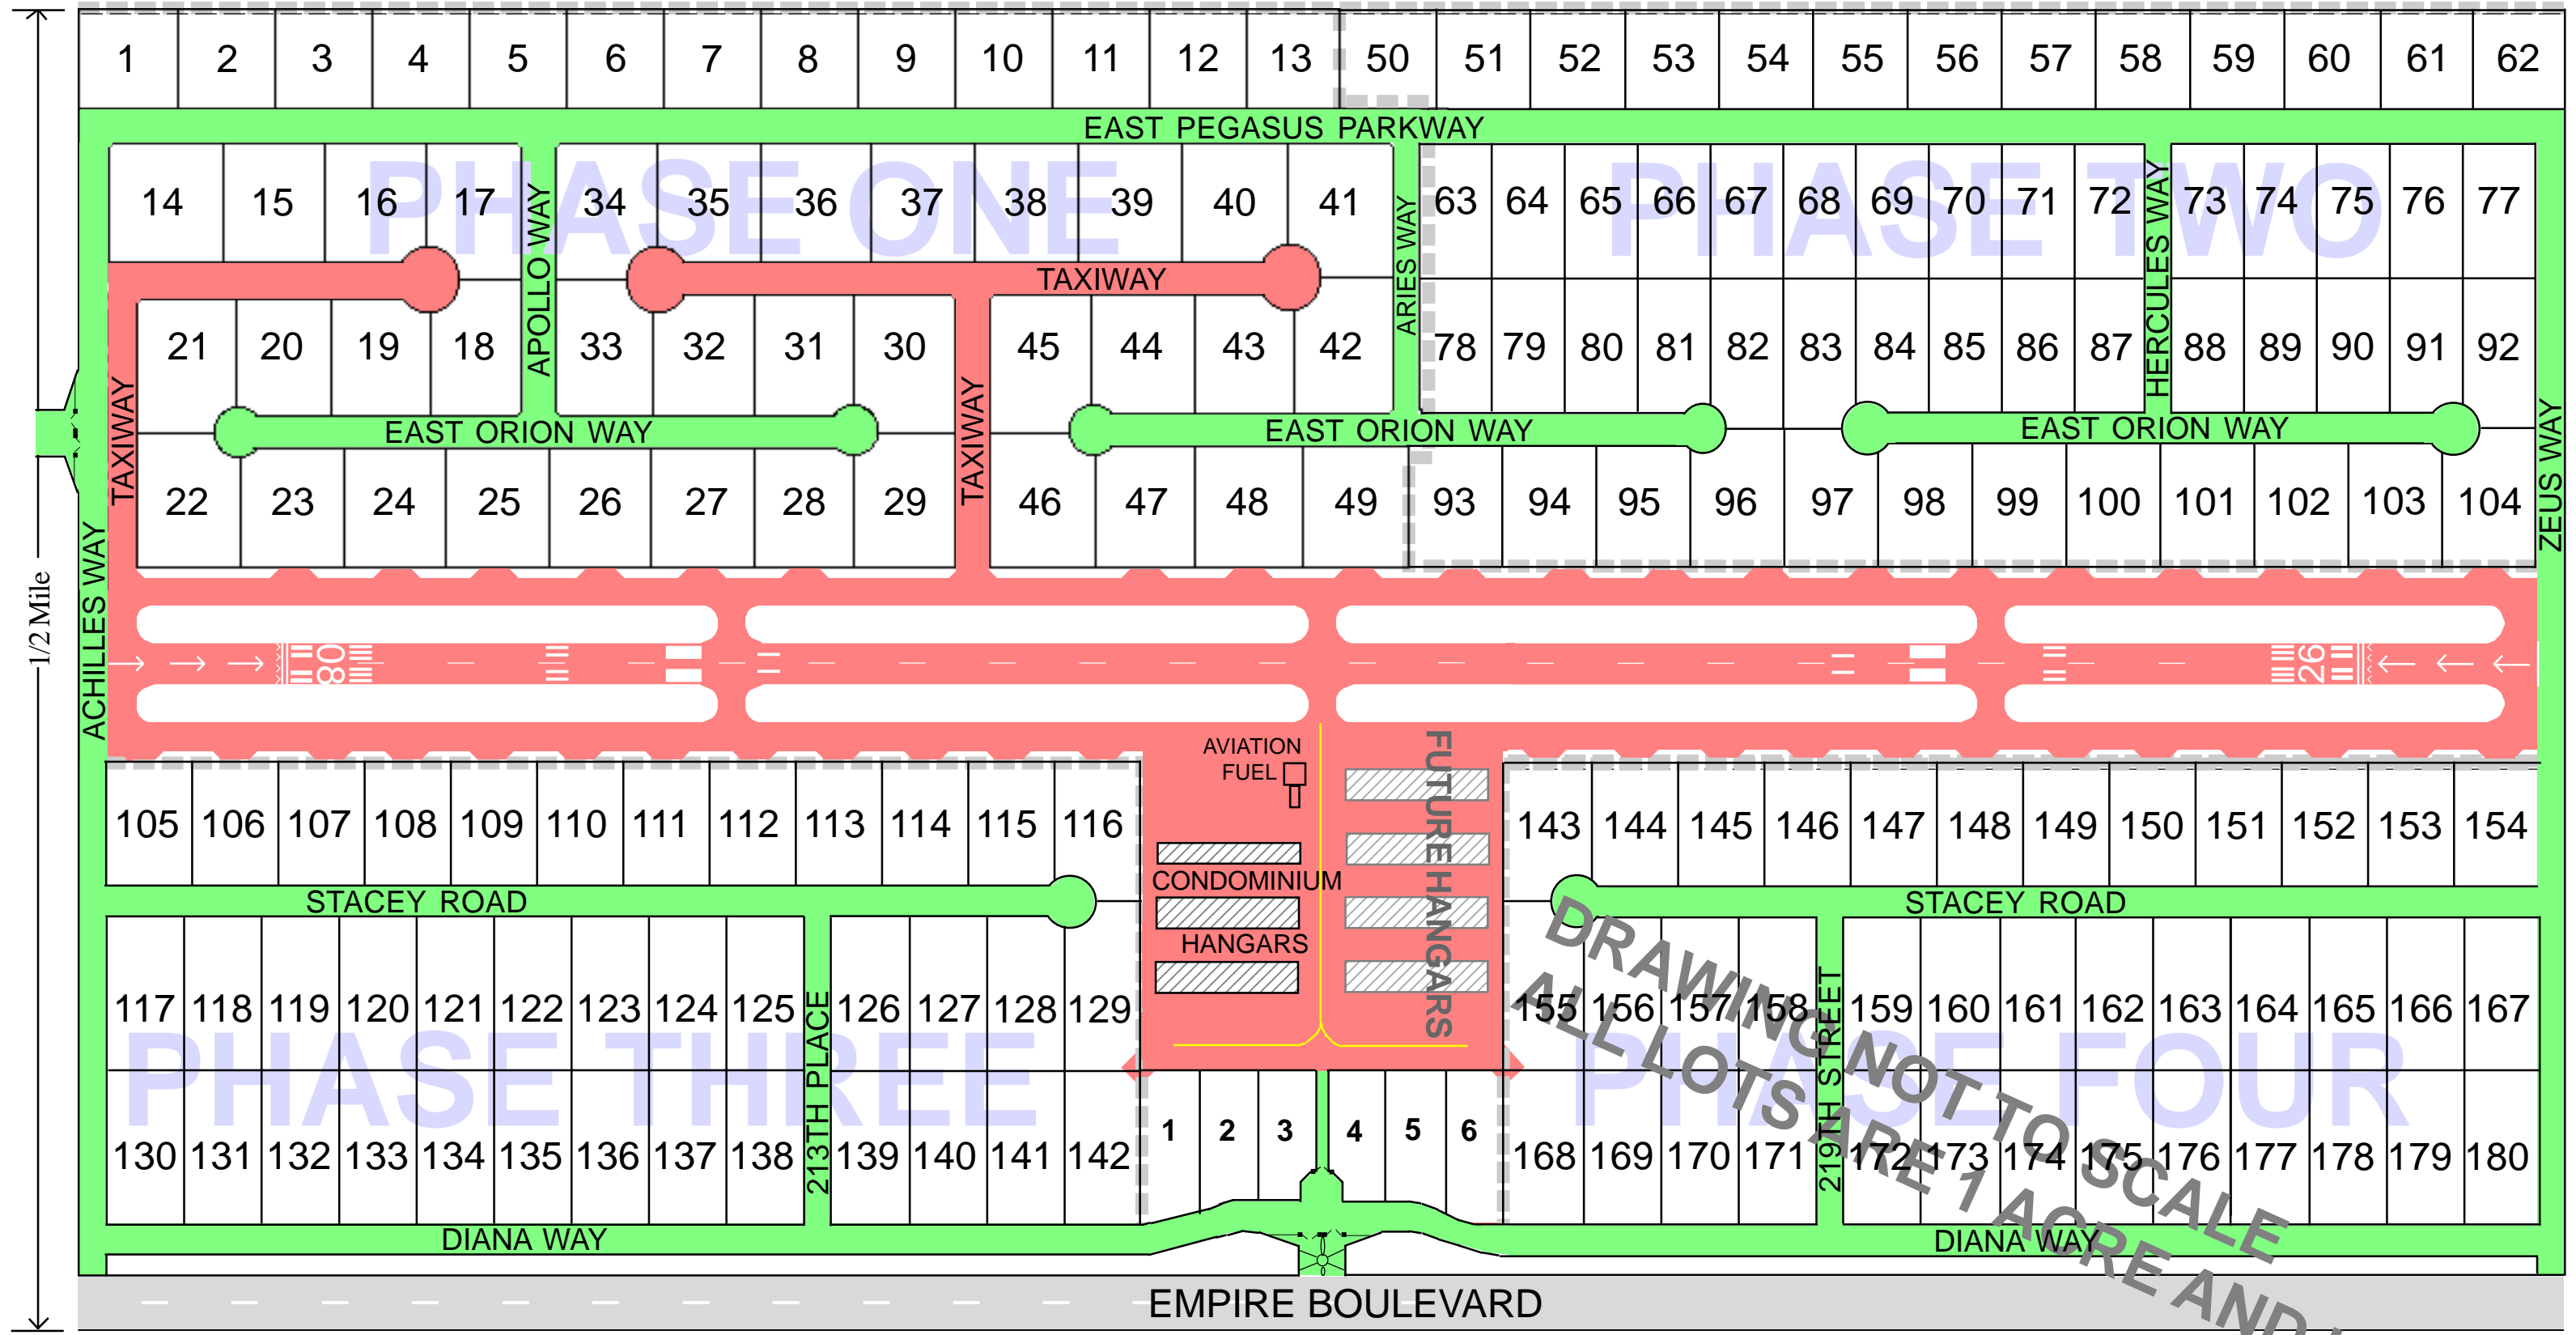 1 2 3 4 5 6 7 8 9 10 11 12 13 50 51 52 53 54 55 56 57 58 59 60 61 62
EAST PEGASUS PARKWAY
PHASE ONE
PHASE TWO
14 15 16 17 34 35 36 37 38 39 40 41 63 64 65 66 67 68 69 70 71 72 73 74 75 76 77
APOLLO WAY
ARIES WAY
HERCULES WAY
TAXIWAY
21 20 19 18 33 32 31 30 45 44 43 42 78 79 80 81 82 83 84 85 86 87 88 89 90 91 92
TAXIWAY
TAXIWAY
EAST ORION WAY
EAST ORION WAY
EAST ORION WAY
ZEUS WAY
22 23 24 25 26 27 28 29 46 47 48 49 93 94 95 96 97 98 99 100 101 102 103 104
ACHILLES WAY
1/2 Mile
08
26
AVIATION
FUEL
FUTURE HANGARS
105 106 107 108 109 110 111 112 113 114 115 116 143 144 145 146 147 148 149 150 151 152 153 154
CONDOMINIUM
HANGARS
STACEY ROAD
STACEY ROAD
117 118 119 120 121 122 123 124 125 126 127 128 129 155 156 157 158 159 160 161 162 163 164 165 166 167
213TH PLACE
219TH STREET
PHASE THREE
PHASE FOUR
DRAWING NOT TO SCALE
ALL LOTS ARE 1 ACRE AND
1 2 3 4 5 6
130 131 132 133 134 135 136 137 138 139 140 141 142 168 169 170 171 172 173 174 175 176 177 178 179 180
DIANA WAY
DIANA WAY
EMPIRE BOULEVARD